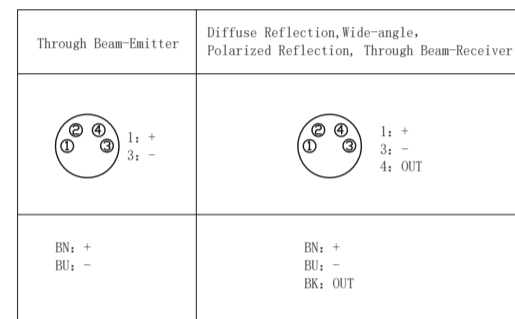 Through Beam-Emitter
Diffuse Reflection,Wide-angle,
Polarized Reflection, Through Beam-Receiver
② ④
① ③
1: +
3: -
② ④
① ③
1: +
3: -
4: OUT
BN: +
BU: -
BN: +
BU: -
BK: OUT